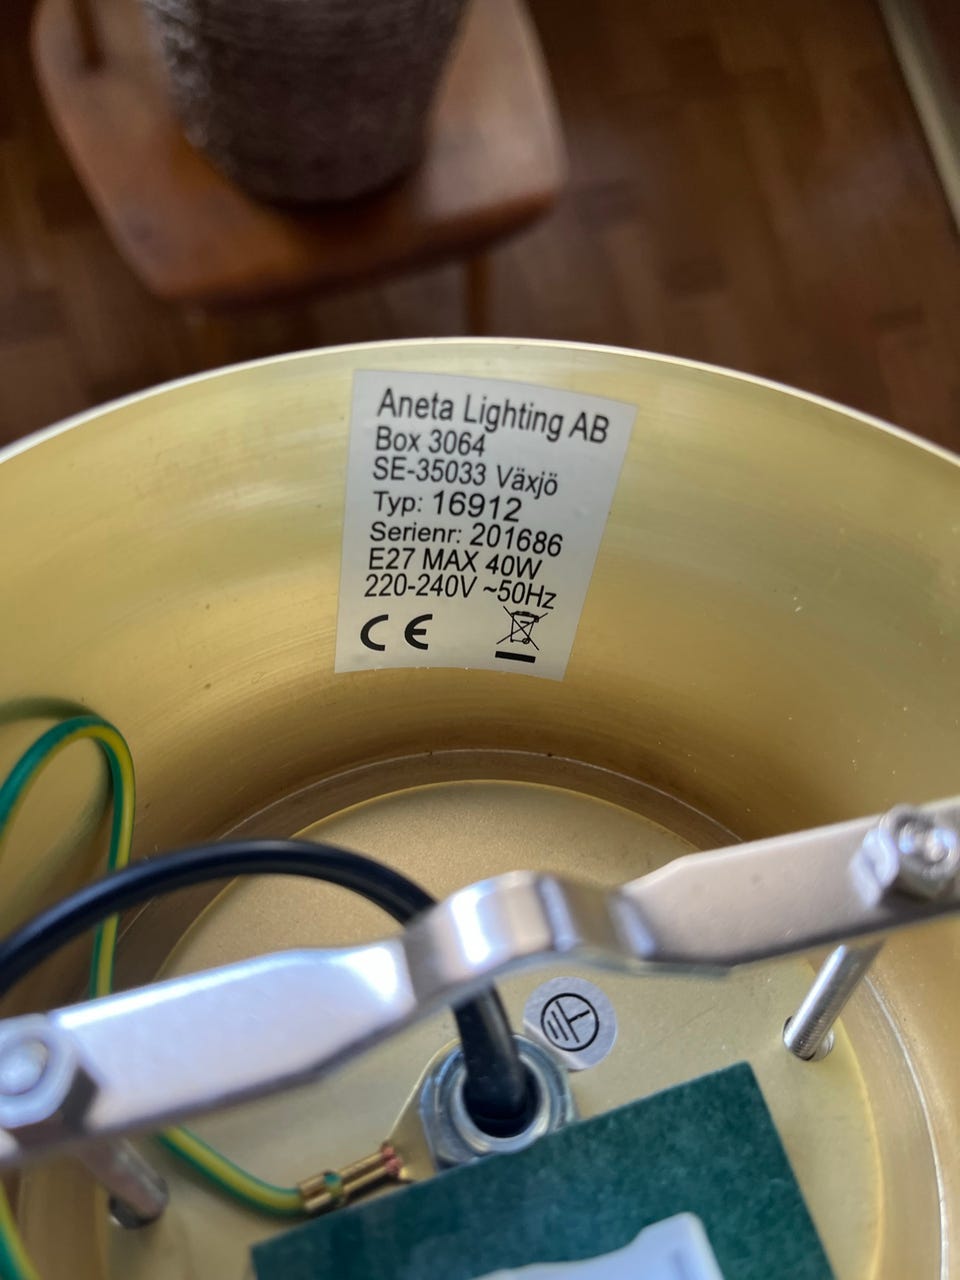 Aneta Lighting AB
Box 3064
SE-35033 Växjö
Typ: 16912
Serienr: 201686
E27 MAX 40W
220-240V ~50Hz
CE